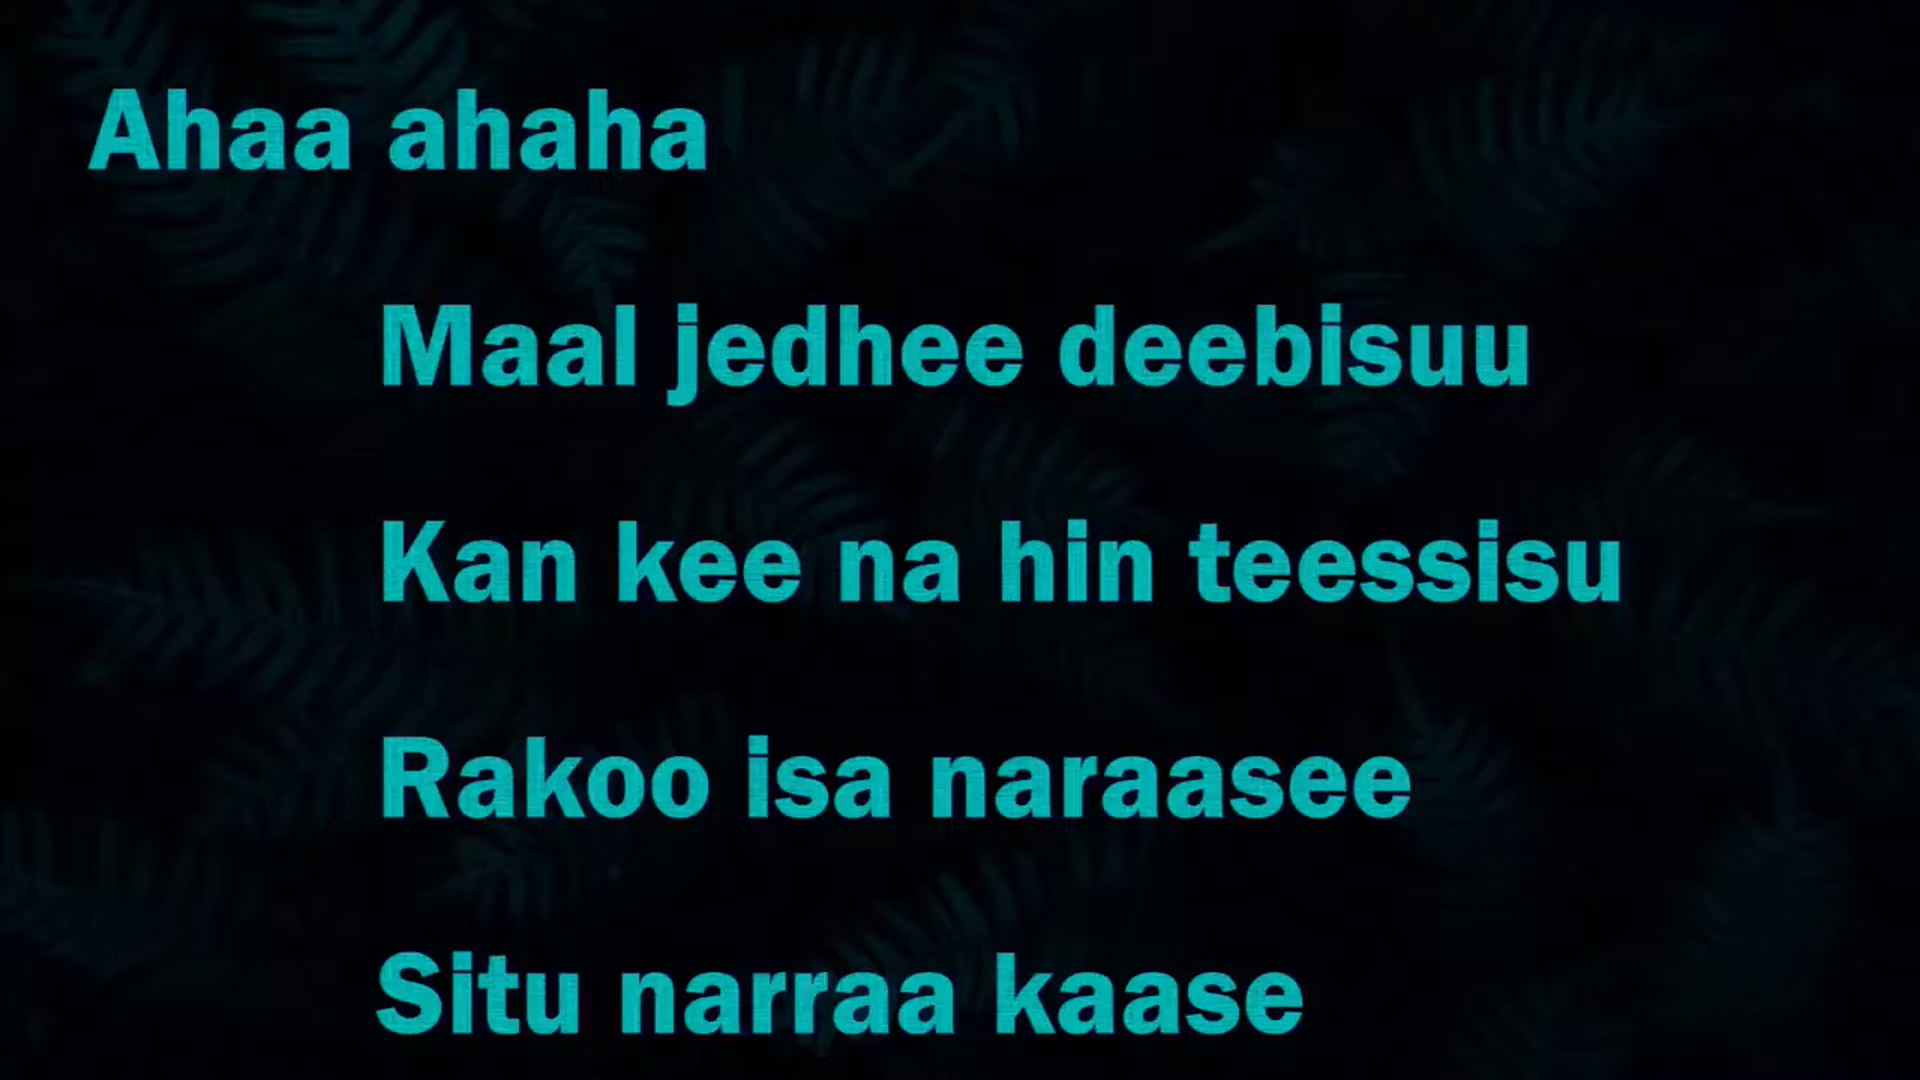 Ahaa ahaha
Maal jedhee deebisuu
Kan kee na hin teessisu
Rakoo isa naraasee
Situ narraa kaase